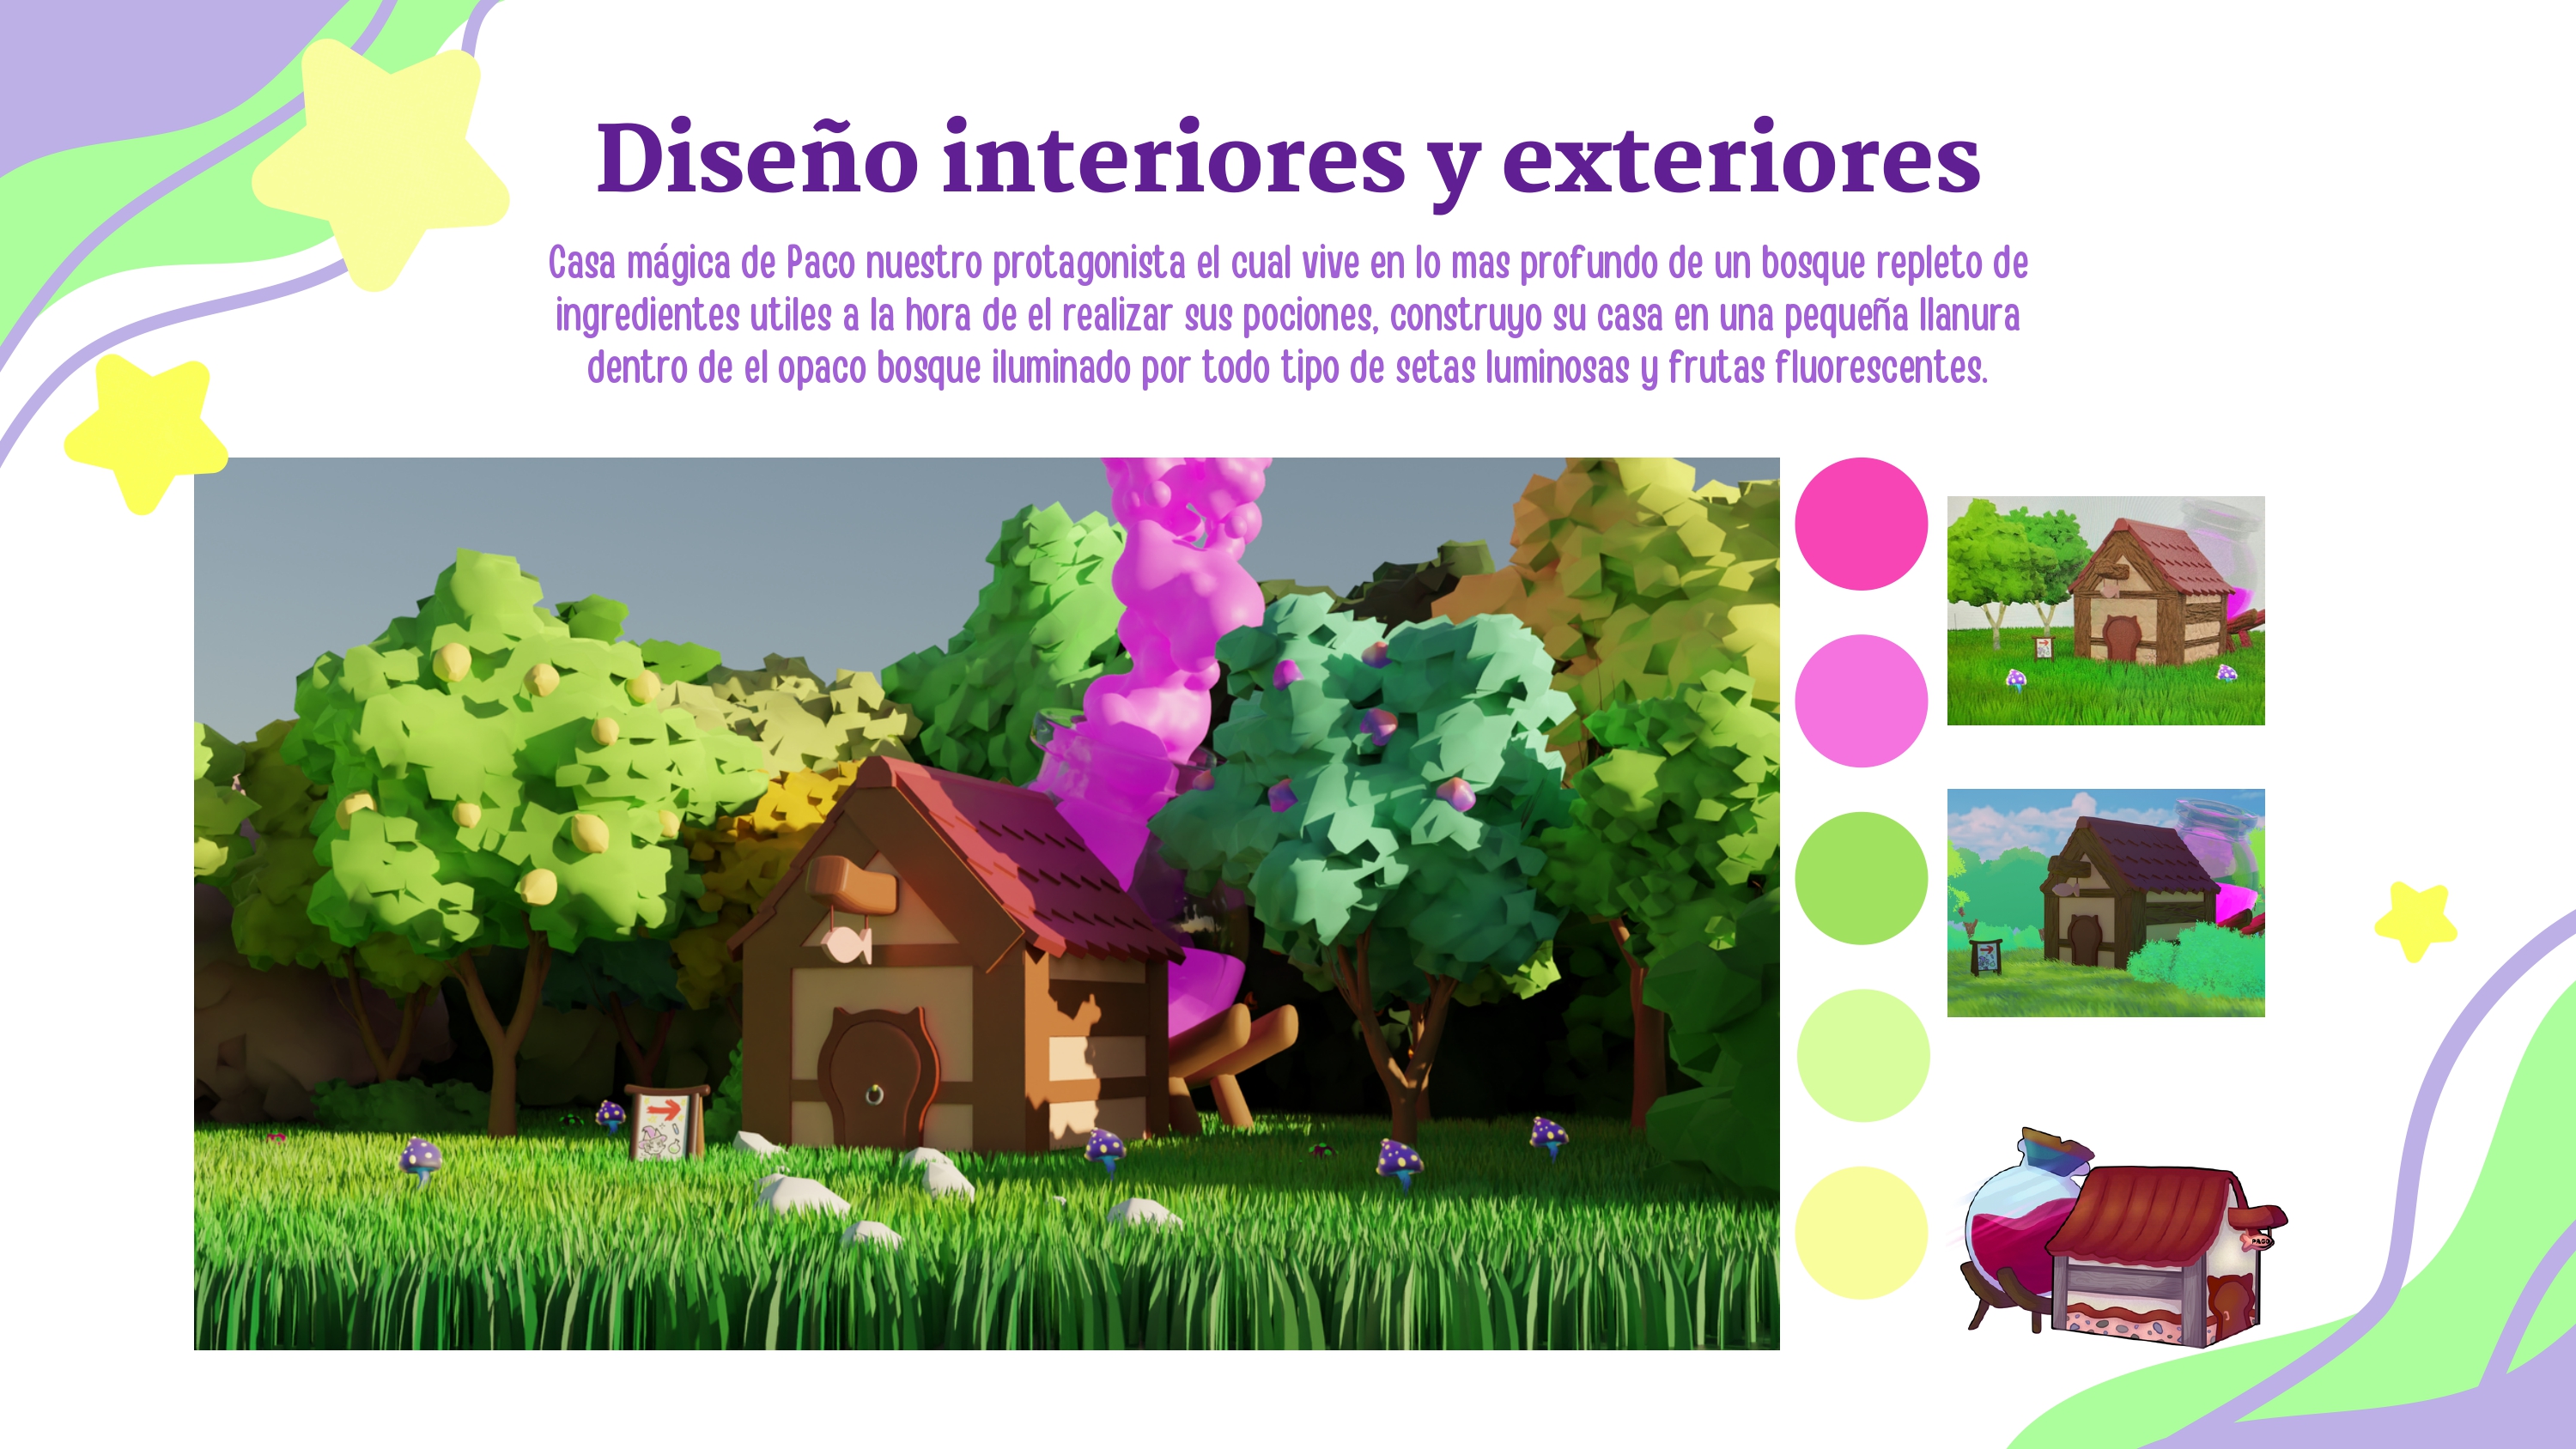 Diseño interiores y exteriores
Casa mágica de Paco nuestro protagonista el cual vive en lo mas profundo de un bosque repleto de
ingredientes utiles a la hora de el realizar sus pociones, construyo su casa en una pequeña llanura
dentro de el opaco bosque iluminado por todo tipo de setas luminosas y frutas fluorescentes.
PACO